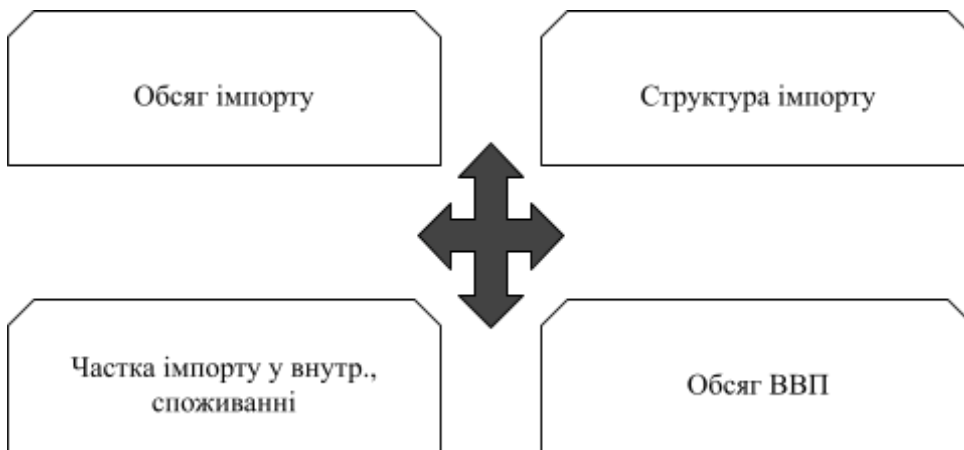 Обсяг імпорту
Структура імпорту
Частка імпорту у внутр.,
споживанні
Обсяг ВВП